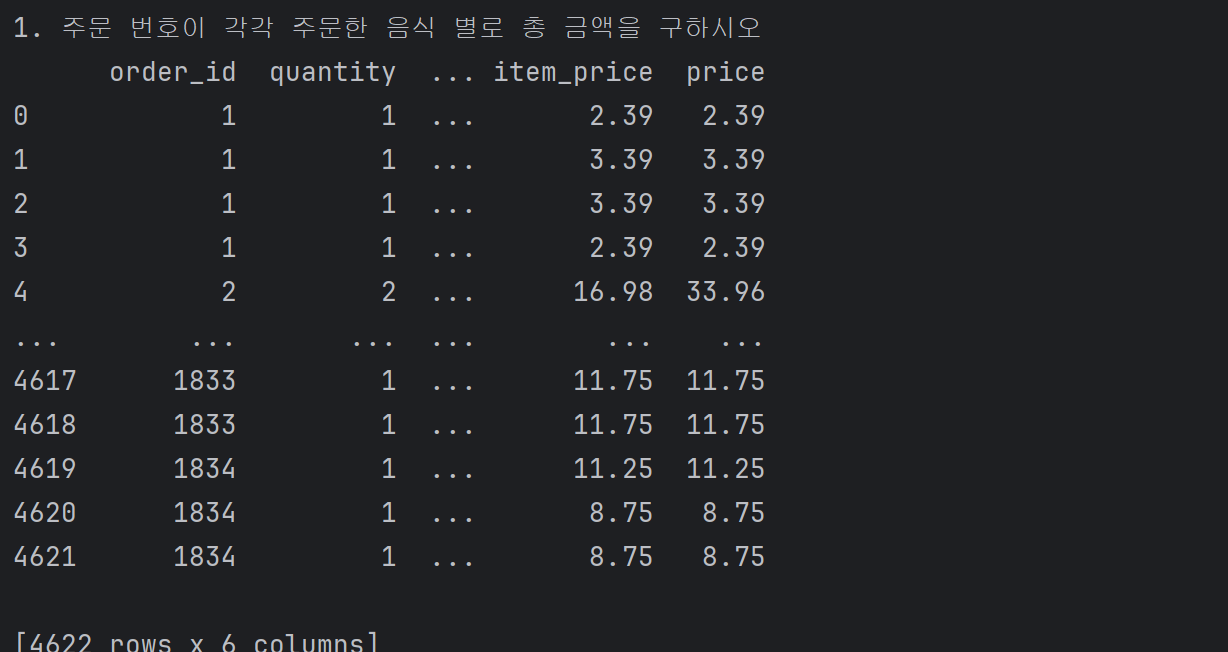 1. 주문 번호이 각각 주문한 음식 별로 총 금액을 구하시오
order_id quantity ... item_price price
0 1 1 ... 2.39 2.39
1 1 1 ... 3.39 3.39
2 1 1 ... 3.39 3.39
3 1 1 ... 2.39 2.39
4 2 2 ... 16.98 33.96
... ... ... ... ... ...
4617 1833 1 ... 11.75 11.75
4618 1833 1 ... 11.75 11.75
4619 1834 1 ... 11.25 11.25
4620 1834 1 ... 8.75 8.75
4621 1834 1 ... 8.75 8.75
[4622 rows x 6 columns]